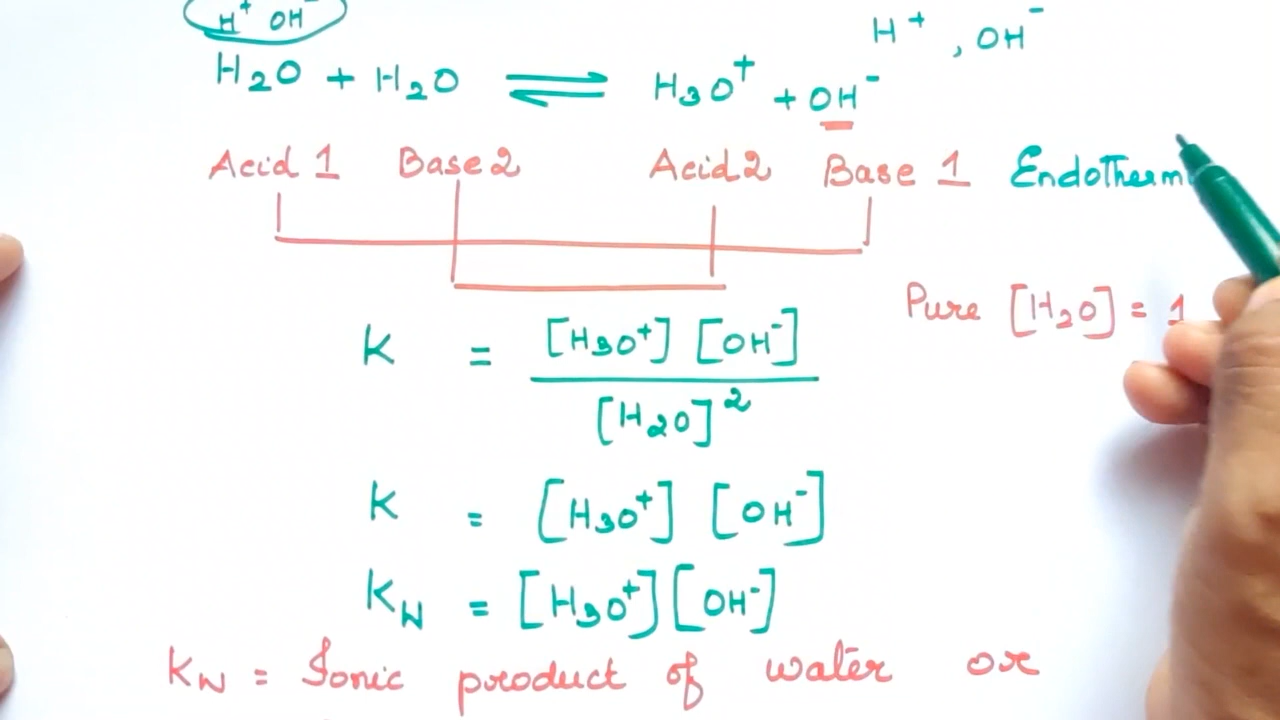 H⁺ OH⁻
H⁺ , OH⁻
H₂O + H₂O ⇌ H₃O⁺ + OH⁻
Acid 1 Base 2 Acid 2 Base 1 Endotherm
Pure [H₂O] = 1
K = [H₃O⁺] [OH⁻] / [H₂O]²
K = [H₃O⁺] [OH⁻]
Kw = [H₃O⁺] [OH⁻]
Kw = Ionic product of water or